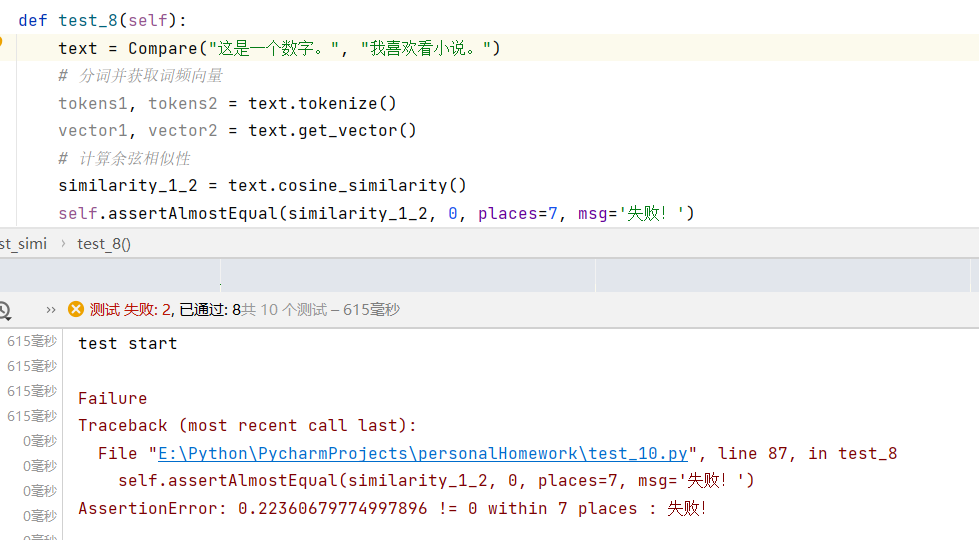 def test_8(self):
text = Compare("这是一个数字。", "我喜欢看小说。")
# 分词并获取词频向量
tokens1, tokens2 = text.tokenize()
vector1, vector2 = text.get_vector()
# 计算余弦相似性
similarity_1_2 = text.cosine_similarity()
self.assertAlmostEqual(similarity_1_2, 0, places=7, msg='失败! ')
st_simi › test_8()
›› 测试 失败: 2, 已通过: 8共 10 个测试 – 615毫秒
615毫秒 test start
615毫秒
615毫秒 Failure
615毫秒 Traceback (most recent call last):
0毫秒 File "E:\Python\PycharmProjects\personalHomework\test_10.py", line 87, in test_8
0毫秒 self.assertAlmostEqual(similarity_1_2, 0, places=7, msg='失败! ')
0毫秒 AssertionError: 0.22360679774997896 != 0 within 7 places : 失败!
0毫秒